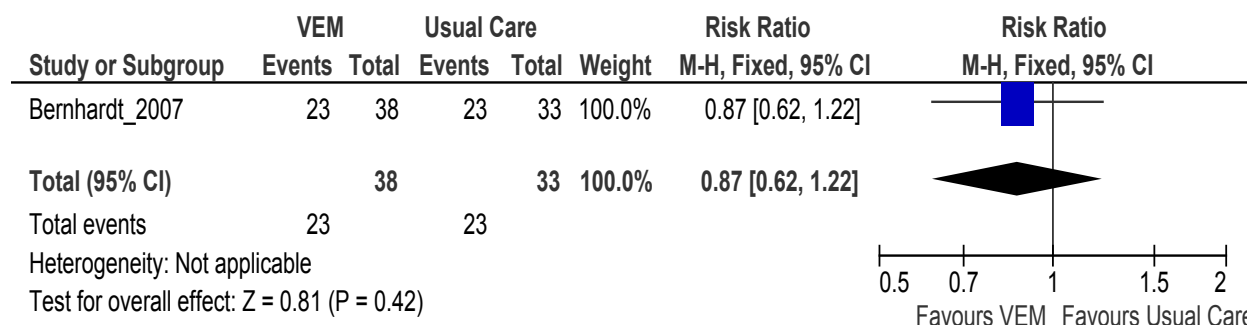 VEM Usual Care Risk Ratio Risk Ratio
Study or Subgroup Events Total Events Total Weight M-H, Fixed, 95% CI M-H, Fixed, 95% CI
Bernhardt_2007 23 38 23 33 100.0% 0.87 [0.62, 1.22]
Total (95% CI) 38 33 100.0% 0.87 [0.62, 1.22]
Total events 23 23
Heterogeneity: Not applicable
Test for overall effect: Z = 0.81 (P = 0.42)
0.5 0.7 1 1.5 2
Favours VEM Favours Usual Care